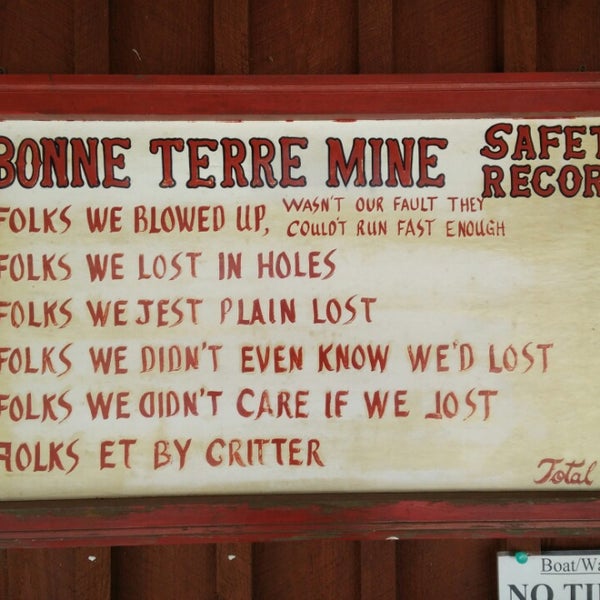 BONNE TERRE MINE SAFET
RECOR
FOLKS WE BLOWED UP, WASN'T OUR FAULT THEY
COULD'T RUN FAST ENOUGH
FOLKS WE LOST IN HOLES
FOLKS WE JEST PLAIN LOST
FOLKS WE DIDN'T EVEN KNOW WE'D LOST
FOLKS WE DIDN'T CARE IF WE LOST
FOLKS ET BY CRITTER
Total
Boat/Wa
NO TI